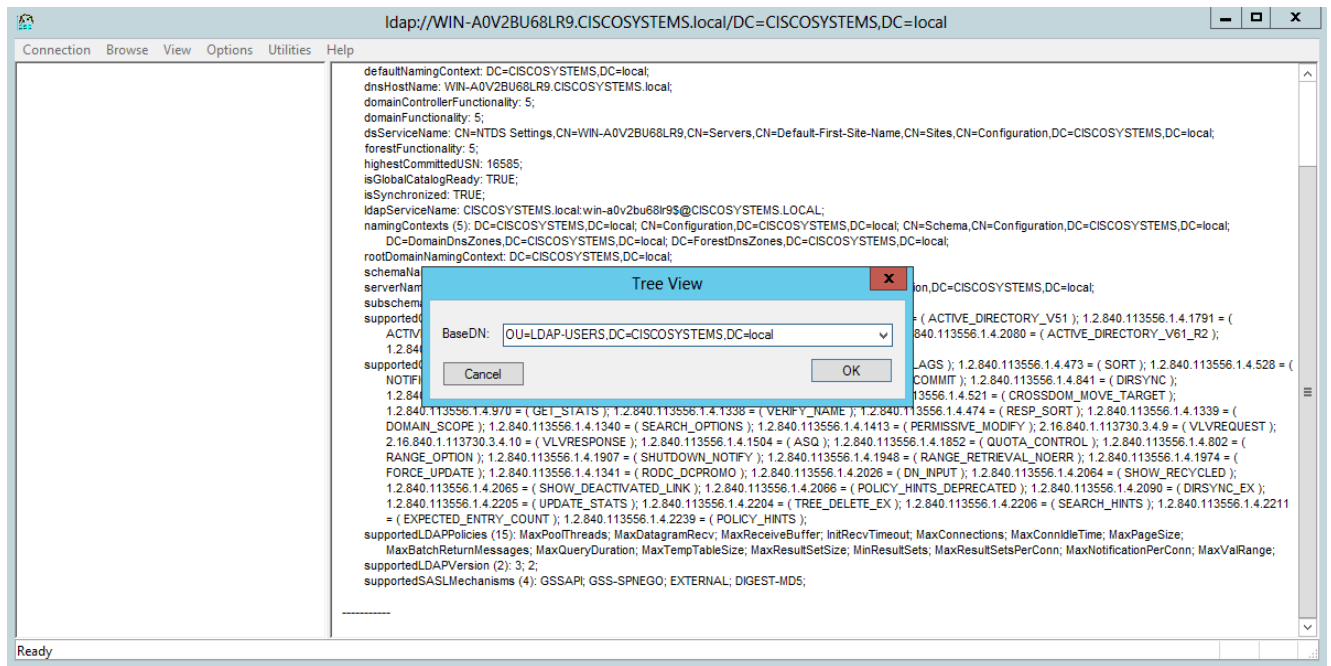 ldap://WIN-A0V2BU68LR9.CISCOSYSTEMS.local/DC=CISCOSYSTEMS,DC=local
Connection Browse View Options Utilities Help
defaultNamingContext: DC=CISCOSYSTEMS,DC=local;
dnsHostName: WIN-A0V2BU68LR9.CISCOSYSTEMS.local;
domainControllerFunctionality: 5;
domainFunctionality: 5;
dsServiceName: CN=NTDS Settings,CN=WIN-A0V2BU68LR9,CN=Servers,CN=Default-First-Site-Name,CN=Sites,CN=Configuration,DC=CISCOSYSTEMS,DC=local;
forestFunctionality: 5;
highestCommittedUSN: 16585;
isGlobalCatalogReady: TRUE;
isSynchronized: TRUE;
ldapServiceName: CISCOSYSTEMS.local:win-a0v2bu68lr9$@CISCOSYSTEMS.LOCAL;
namingContexts (5): DC=CISCOSYSTEMS,DC=local; CN=Configuration,DC=CISCOSYSTEMS,DC=local; CN=Schema,CN=Configuration,DC=CISCOSYSTEMS,DC=local;
DC=DomainDnsZones,DC=CISCOSYSTEMS,DC=local; DC=ForestDnsZones,DC=CISCOSYSTEMS,DC=local;
rootDomainNamingContext: DC=CISCOSYSTEMS,DC=local;
schemaNa
serverNam ion,DC=CISCOSYSTEMS,DC=local;
subschema
supported = ( ACTIVE_DIRECTORY_V51 ); 1.2.840.113556.1.4.1791 = (
ACTIV 840.113556.1.4.2080 = ( ACTIVE_DIRECTORY_V61_R2 );
1.2.840
supported LAGS ); 1.2.840.113556.1.4.473 = ( SORT ); 1.2.840.113556.1.4.528 = (
NOTIFI COMMIT ); 1.2.840.113556.1.4.841 = ( DIRSYNC );
1.2.840 13556.1.4.521 = ( CROSSDOM_MOVE_TARGET );
Tree View
BaseDN: OU=LDAP-USERS,DC=CISCOSYSTEMS,DC=local
Cancel OK
1.2.840.113556.1.4.970 = ( GET_STATS ); 1.2.840.113556.1.4.1338 = ( VERIFY_NAME ); 1.2.840.113556.1.4.474 = ( RESP_SORT ); 1.2.840.113556.1.4.1339 = (
DOMAIN_SCOPE ); 1.2.840.113556.1.4.1340 = ( SEARCH_OPTIONS ); 1.2.840.113556.1.4.1413 = ( PERMISSIVE_MODIFY ); 2.16.840.1.113730.3.4.9 = ( VLVREQUEST );
2.16.840.1.113730.3.4.10 = ( VLVRESPONSE ); 1.2.840.113556.1.4.1504 = ( ASQ ); 1.2.840.113556.1.4.1852 = ( QUOTA_CONTROL ); 1.2.840.113556.1.4.802 = (
RANGE_OPTION ); 1.2.840.113556.1.4.1907 = ( SHUTDOWN_NOTIFY ); 1.2.840.113556.1.4.1948 = ( RANGE_RETRIEVAL_NOERR ); 1.2.840.113556.1.4.1974 = (
FORCE_UPDATE ); 1.2.840.113556.1.4.1341 = ( RODC_DCPROMO ); 1.2.840.113556.1.4.2026 = ( DN_INPUT ); 1.2.840.113556.1.4.2064 = ( SHOW_RECYCLED );
1.2.840.113556.1.4.2065 = ( SHOW_DEACTIVATED_LINK ); 1.2.840.113556.1.4.2066 = ( POLICY_HINTS_DEPRECATED ); 1.2.840.113556.1.4.2090 = ( DIRSYNC_EX );
1.2.840.113556.1.4.2205 = ( UPDATE_STATS ); 1.2.840.113556.1.4.2204 = ( TREE_DELETE_EX ); 1.2.840.113556.1.4.2206 = ( SEARCH_HINTS ); 1.2.840.113556.1.4.2211
= ( EXPECTED_ENTRY_COUNT ); 1.2.840.113556.1.4.2239 = ( POLICY_HINTS );
supportedLDAPPolicies (15): MaxPoolThreads; MaxDatagramRecv; MaxReceiveBuffer; InitRecvTimeout; MaxConnections; MaxConnIdleTime; MaxPageSize;
MaxBatchReturnMessages; MaxQueryDuration; MaxTempTableSize; MaxResultSetSize; MinResultSets; MaxResultSetsPerConn; MaxNotificationPerConn; MaxValRange;
supportedLDAPVersion (2): 3; 2;
supportedSASLMechanisms (4): GSSAPI; GSS-SPNEGO; EXTERNAL; DIGEST-MD5;
-----------
Ready